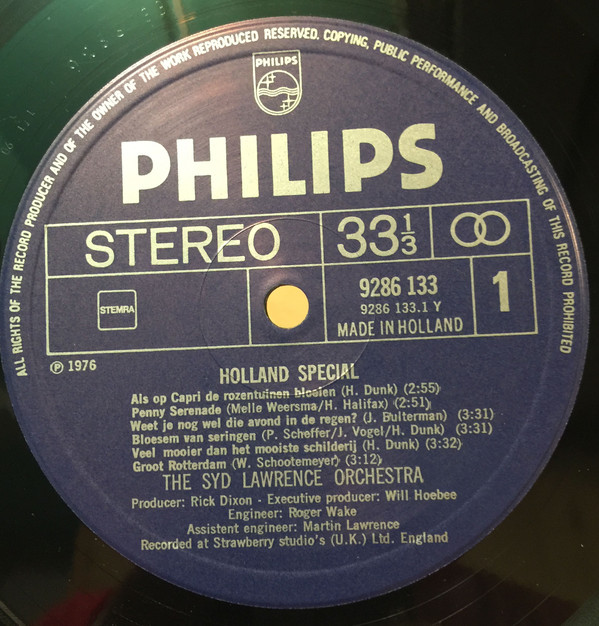 ALL RIGHTS OF THE RECORD PRODUCER AND OF THE OWNER OF THE WORK REPRODUCED RESERVED. COPYING, PUBLIC PERFORMANCE AND BROADCASTING OF THIS RECORD PROHIBITED
PHILIPS
PHILIPS
STEREO
33 1/3
STEMRA
9286 133
9286 133.1 Y
MADE IN HOLLAND
1
℗ 1976
HOLLAND SPECIAL
Als op Capri de rozentuinen bloeien (H. Dunk) (2:55)
Penny Serenade (Melle Weersma/H. Halifax) (2:51)
Weet je nog wel die avond in de regen? (J. Bulterman) (3:31)
Bloesem van seringen (P. Scheffer/J. Vogel/H. Dunk) (3:31)
Veel mooier dan het mooiste schilderij (H. Dunk) (3:32)
Groot Rotterdam (W. Schootemeyer) (3:12)
THE SYD LAWRENCE ORCHESTRA
Producer: Rick Dixon - Executive producer: Will Hoebee
Engineer: Roger Wake
Assistent engineer: Martin Lawrence
Recorded at Strawberry studio's (U.K.) Ltd. England